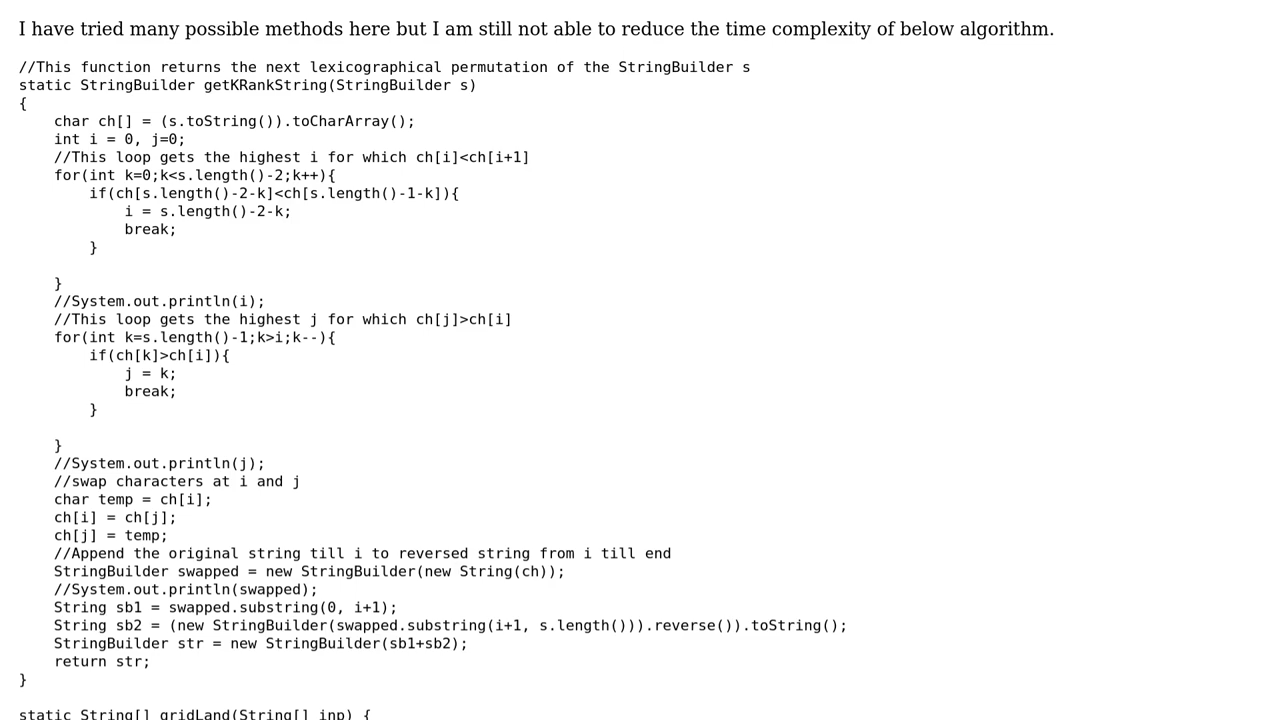 I have tried many possible methods here but I am still not able to reduce the time complexity of below algorithm.
//This function returns the next lexicographical permutation of the StringBuilder s
static StringBuilder getKRankString(StringBuilder s)
{
    char ch[] = (s.toString()).toCharArray();
    int i = 0, j=0;
    //This loop gets the highest i for which ch[i]<ch[i+1]
    for(int k=0;k<s.length()-2;k++){
        if(ch[s.length()-2-k]<ch[s.length()-1-k]){
            i = s.length()-2-k;
            break;
        }
    }
    //System.out.println(i);
    //This loop gets the highest j for which ch[j]>ch[i]
    for(int k=s.length()-1;k>i;k--){
        if(ch[k]>ch[i]){
            j = k;
            break;
        }
    }
    //System.out.println(j);
    //swap characters at i and j
    char temp = ch[i];
    ch[i] = ch[j];
    ch[j] = temp;
    //Append the original string till i to reversed string from i till end
    StringBuilder swapped = new StringBuilder(new String(ch));
    //System.out.println(swapped);
    String sb1 = swapped.substring(0, i+1);
    String sb2 = (new StringBuilder(swapped.substring(i+1, s.length())).reverse()).toString();
    StringBuilder str = new StringBuilder(sb1+sb2);
    return str;
}
static String[] gridLand(String[] inp) {